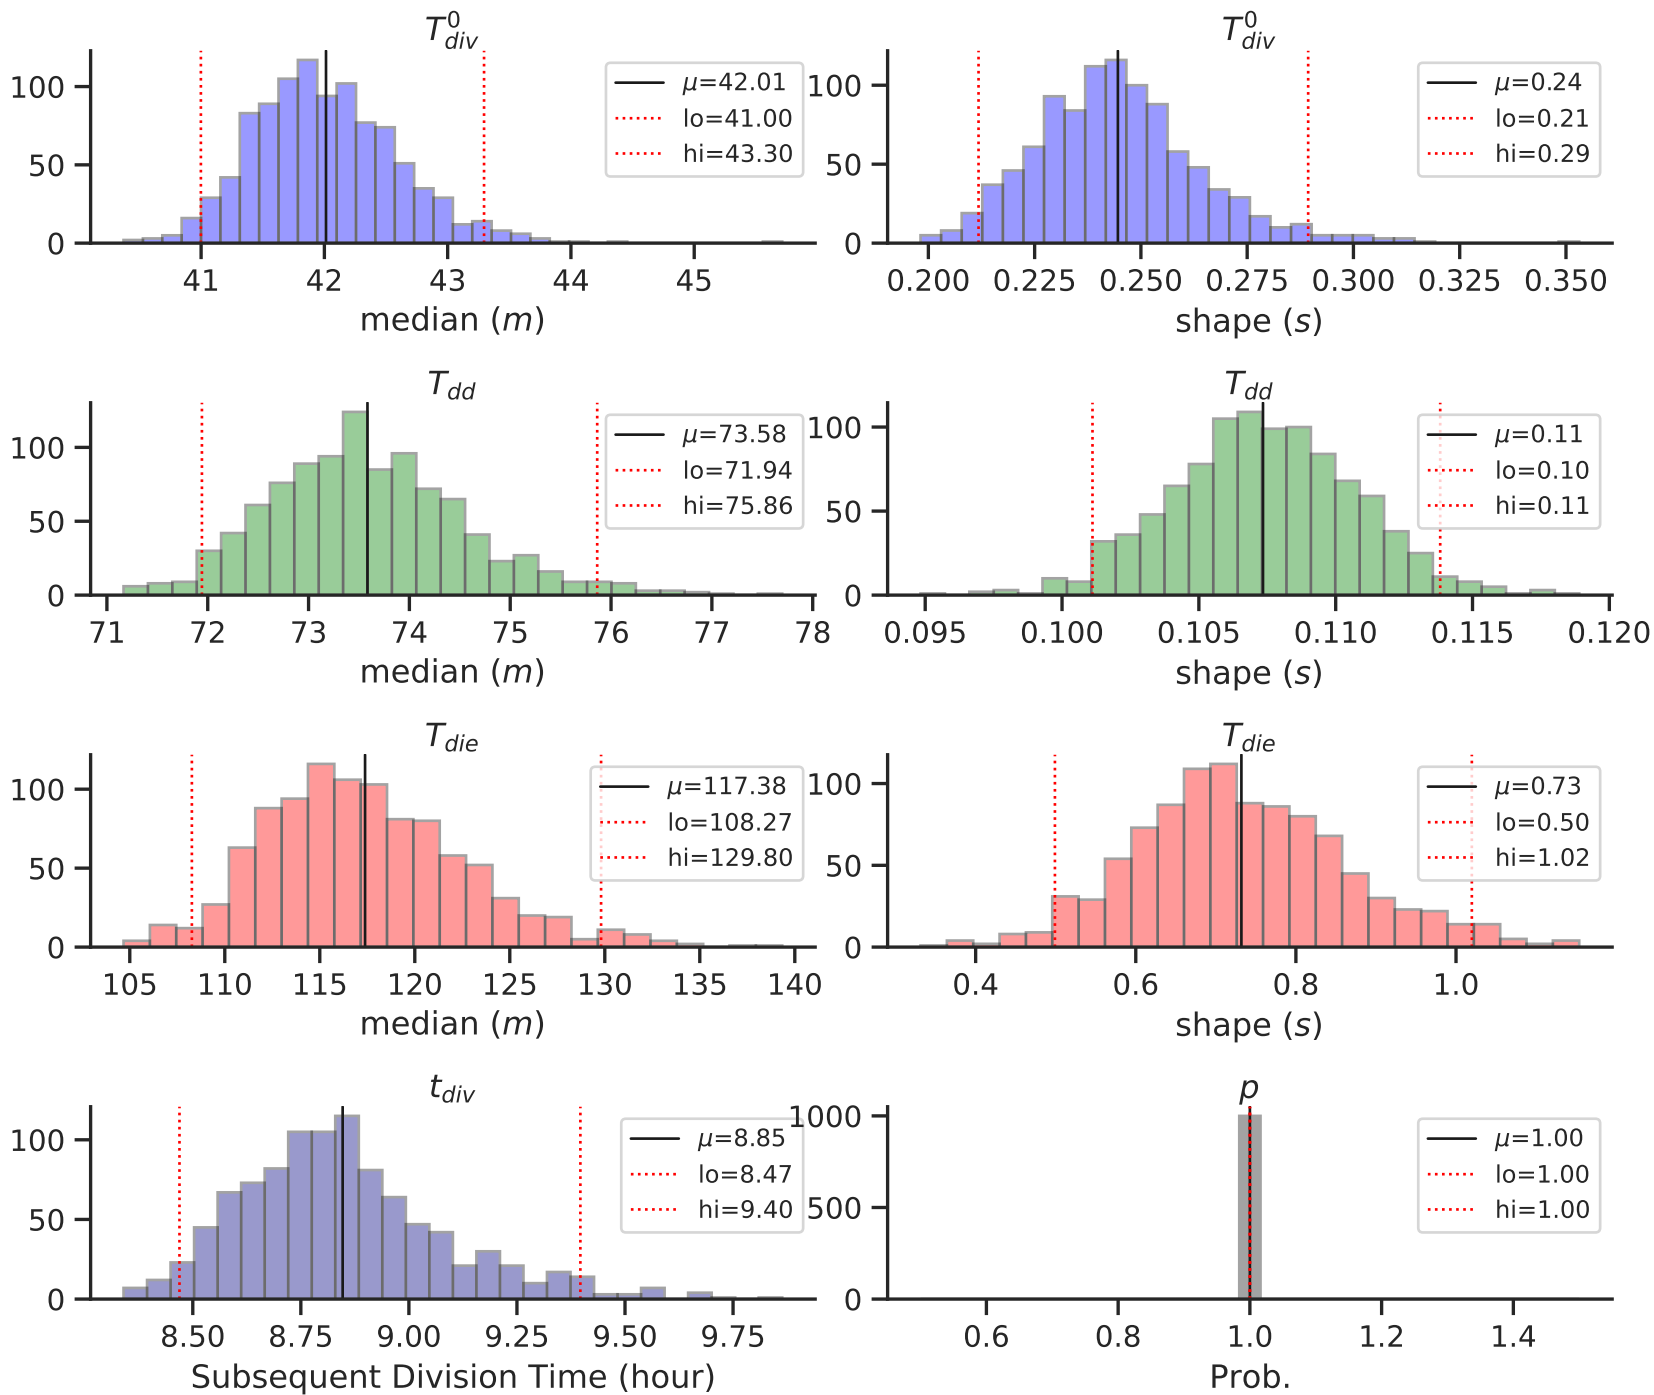 T⁰div
100
50
0
41 42 43 44 45
median (m)
μ=42.01
lo=41.00
hi=43.30
T⁰div
100
50
0
0.200 0.225 0.250 0.275 0.300 0.325 0.350
shape (s)
μ=0.24
lo=0.21
hi=0.29
Tdd
100
50
0
71 72 73 74 75 76 77 78
median (m)
μ=73.58
lo=71.94
hi=75.86
Tdd
100
50
0
0.095 0.100 0.105 0.110 0.115 0.120
shape (s)
μ=0.11
lo=0.10
hi=0.11
Tdie
100
50
0
105 110 115 120 125 130 135 140
median (m)
μ=117.38
lo=108.27
hi=129.80
Tdie
100
50
0
0.4 0.6 0.8 1.0
shape (s)
μ=0.73
lo=0.50
hi=1.02
tdiv
100
50
0
8.50 8.75 9.00 9.25 9.50 9.75
Subsequent Division Time (hour)
μ=8.85
lo=8.47
hi=9.40
p
1000
500
0
0.6 0.8 1.0 1.2 1.4
Prob.
μ=1.00
lo=1.00
hi=1.00